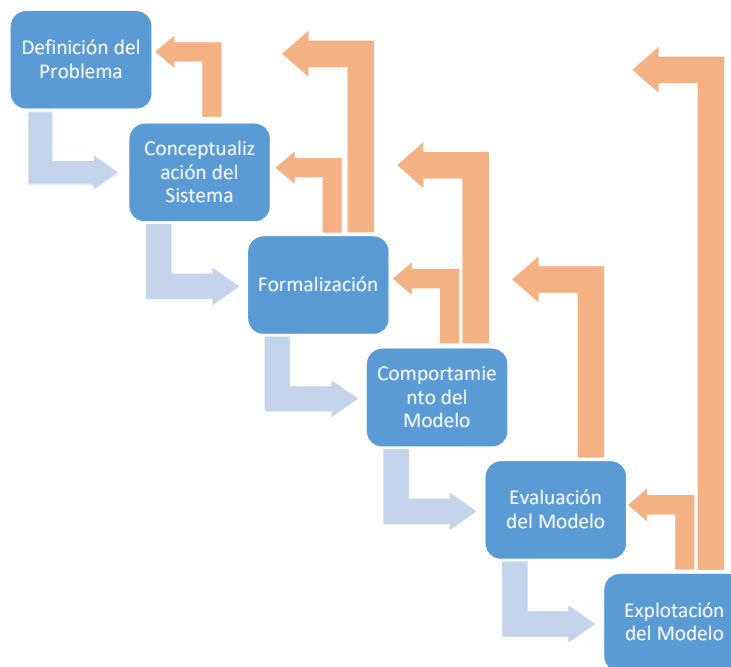 Definición del
Problema
Conceptualiz
ación del
Sistema
Formalización
Comportamie
nto del
Modelo
Evaluación
del Modelo
Explotación
del Modelo